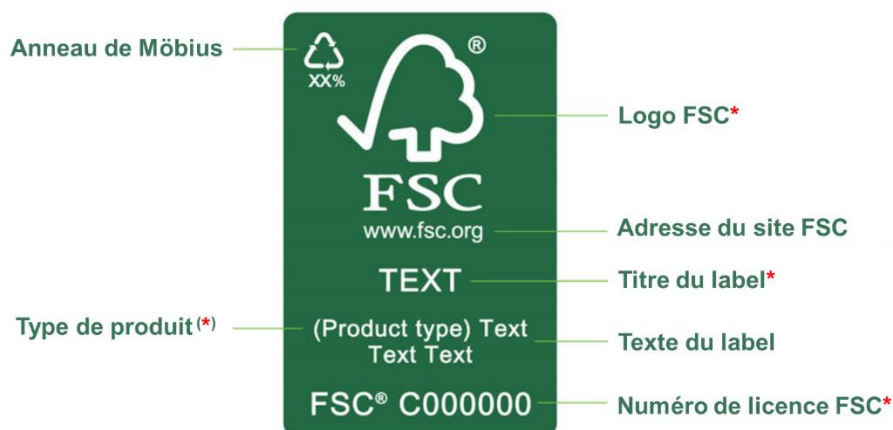 Anneau de Möbius
XX%
®
Logo FSC*
FSC
www.fsc.org
Adresse du site FSC
TEXT
Titre du label*
Type de produit (*)
(Product type) Text
Text Text
Texte du label
FSC® C000000
Numéro de licence FSC*